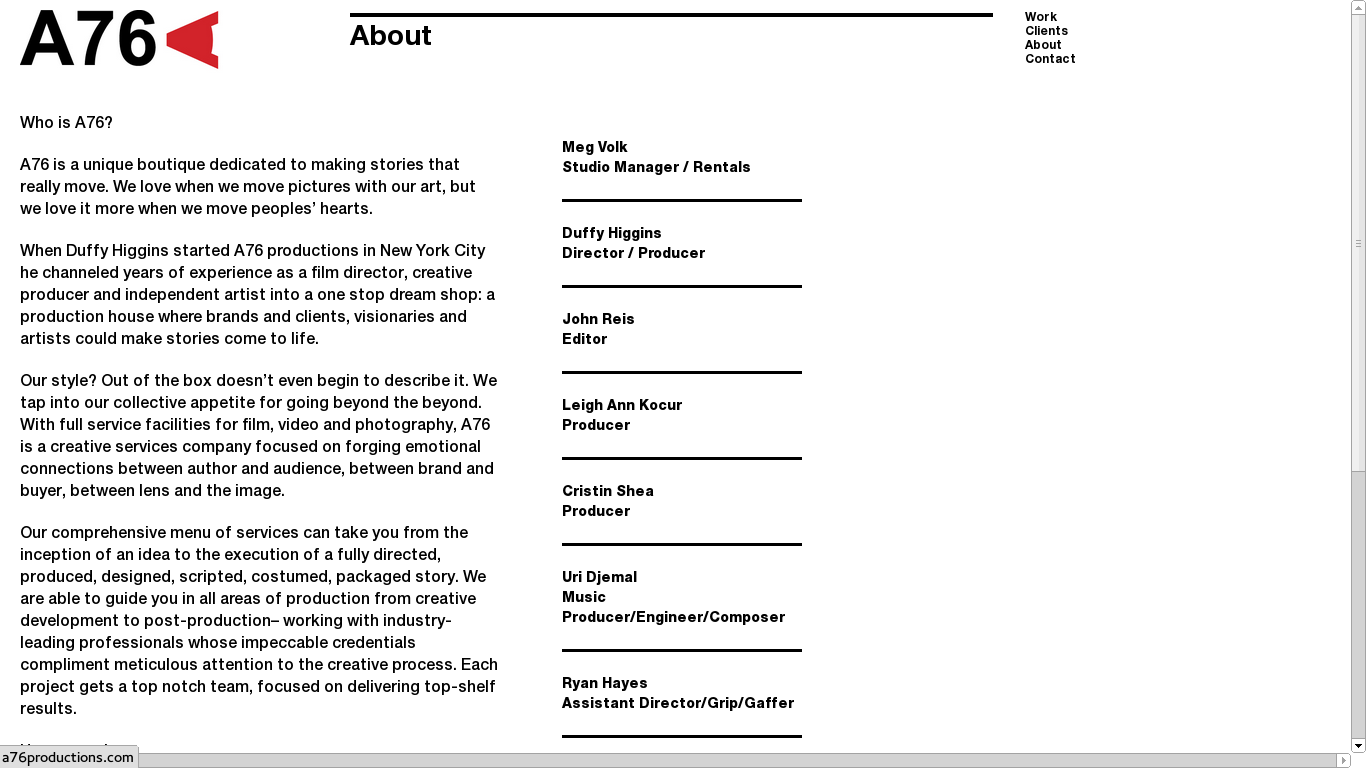 A76
About
Work
Clients
About
Contact
Who is A76?
A76 is a unique boutique dedicated to making stories that
really move. We love when we move pictures with our art, but
we love it more when we move peoples’ hearts.
When Duffy Higgins started A76 productions in New York City
he channeled years of experience as a film director, creative
producer and independent artist into a one stop dream shop: a
production house where brands and clients, visionaries and
artists could make stories come to life.
Our style? Out of the box doesn’t even begin to describe it. We
tap into our collective appetite for going beyond the beyond.
With full service facilities for film, video and photography, A76
is a creative services company focused on forging emotional
connections between author and audience, between brand and
buyer, between lens and the image.
Our comprehensive menu of services can take you from the
inception of an idea to the execution of a fully directed,
produced, designed, scripted, costumed, packaged story. We
are able to guide you in all areas of production from creative
development to post-production– working with industry-
leading professionals whose impeccable credentials
compliment meticulous attention to the creative process. Each
project gets a top notch team, focused on delivering top-shelf
results.
Meg Volk
Studio Manager / Rentals
Duffy Higgins
Director / Producer
John Reis
Editor
Leigh Ann Kocur
Producer
Cristin Shea
Producer
Uri Djemal
Music
Producer/Engineer/Composer
Ryan Hayes
Assistant Director/Grip/Gaffer
a76productions.com